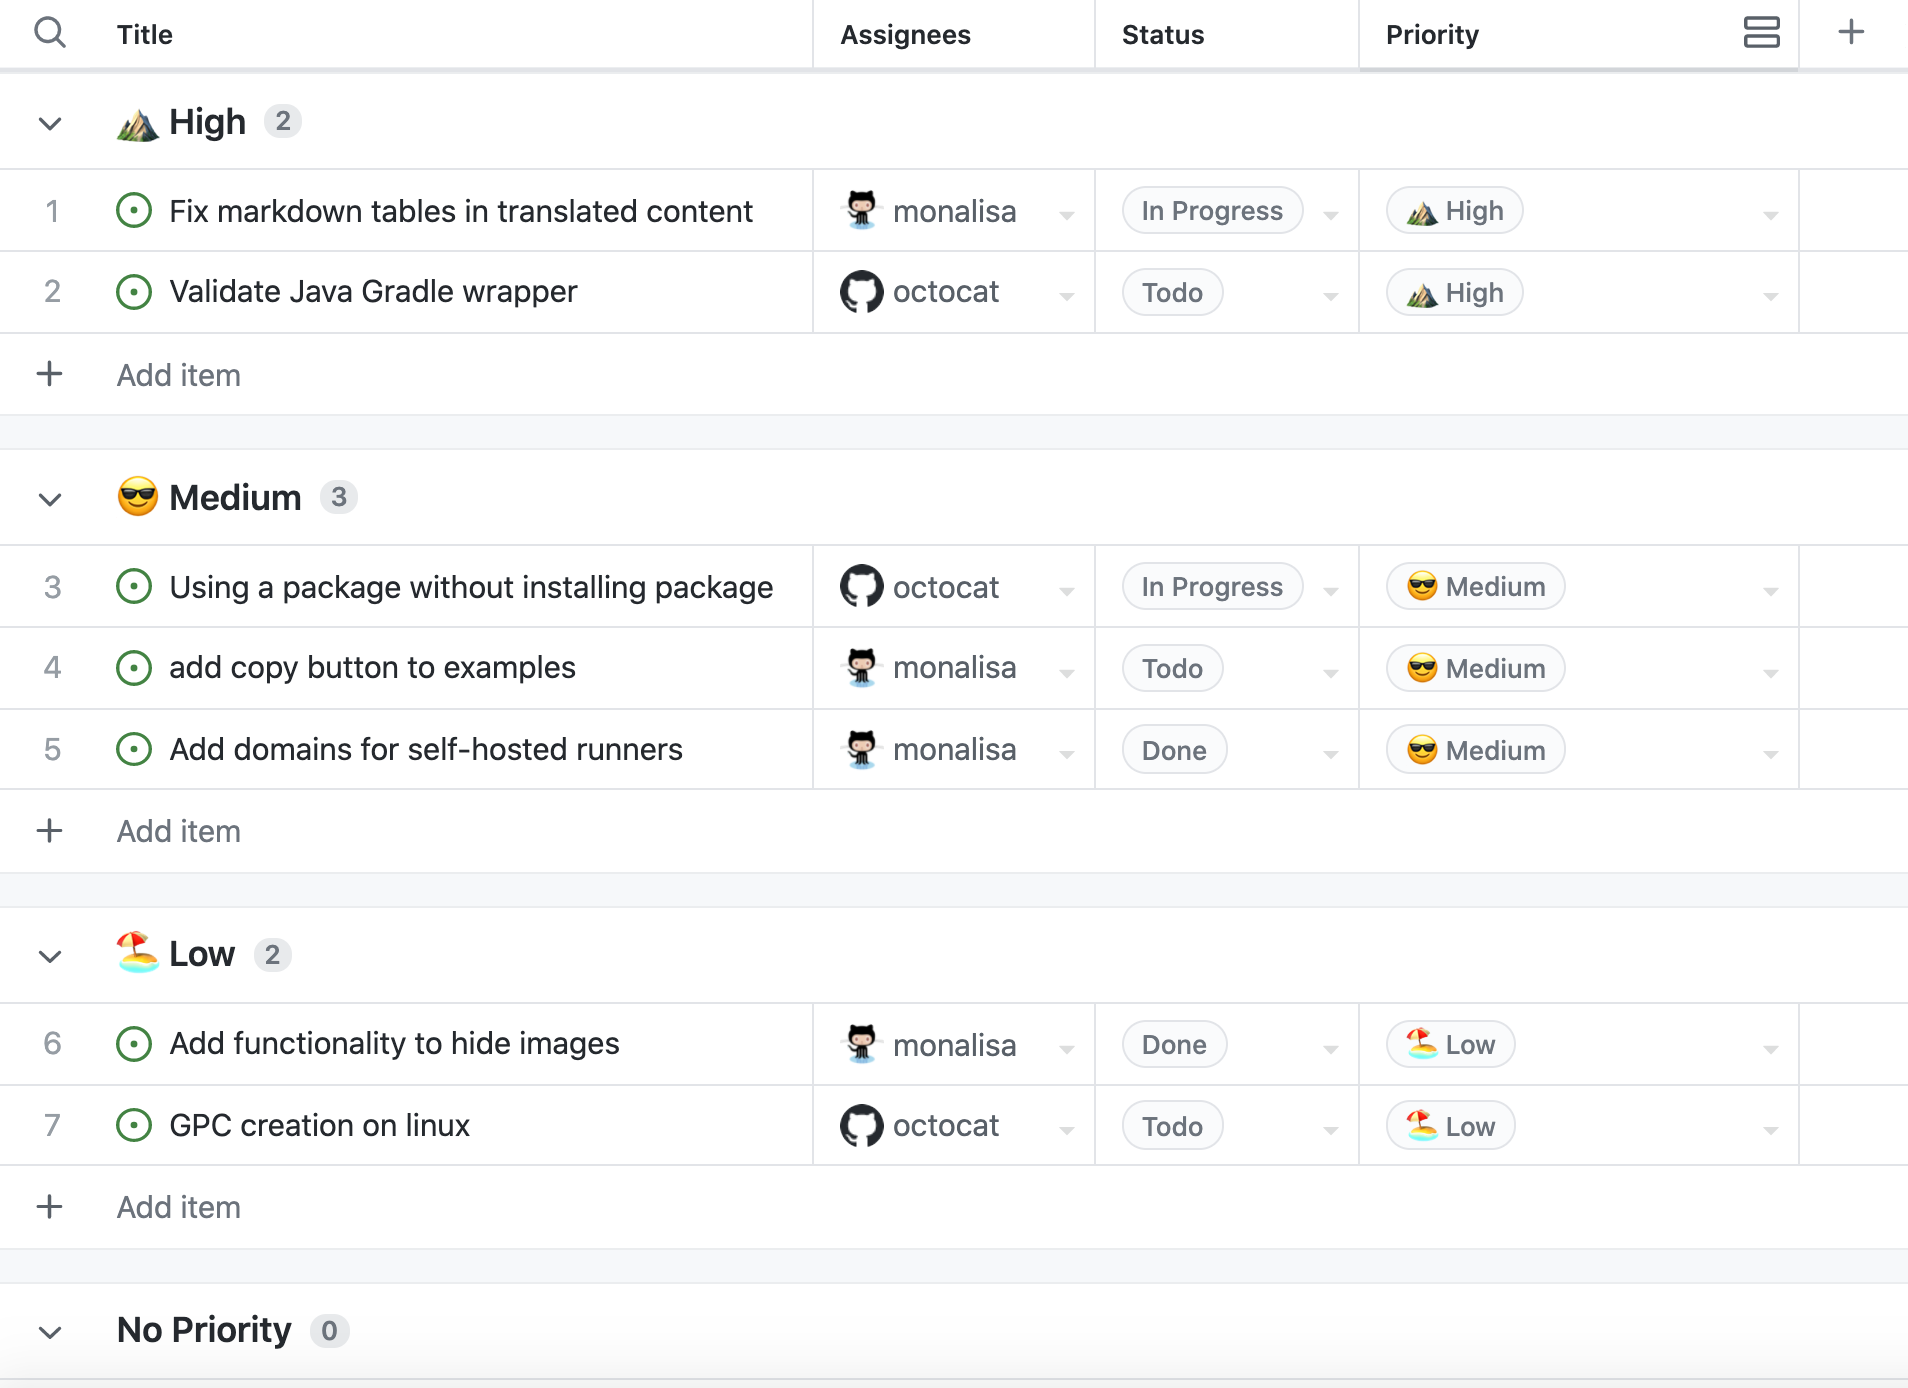 Title Assignees Status Priority
High 2
1 Fix markdown tables in translated content monalisa In Progress High
2 Validate Java Gradle wrapper octocat Todo High
Add item
Medium 3
3 Using a package without installing package octocat In Progress Medium
4 add copy button to examples monalisa Todo Medium
5 Add domains for self-hosted runners monalisa Done Medium
Add item
Low 2
6 Add functionality to hide images monalisa Done Low
7 GPC creation on linux octocat Todo Low
Add item
No Priority 0